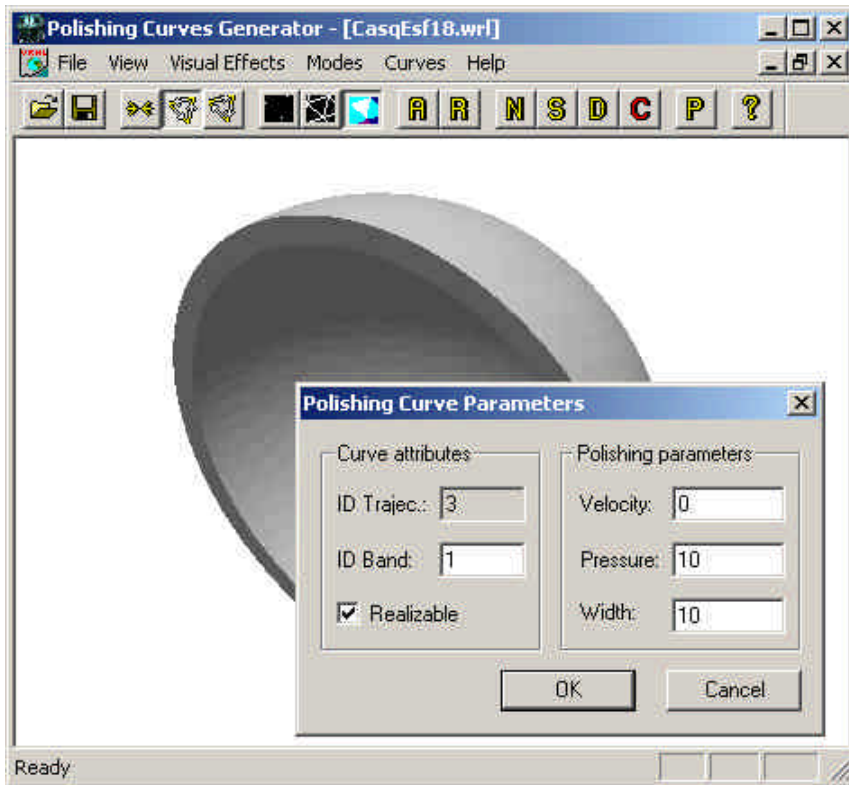 Polishing Curves Generator - [CasqEsf18.wrl]
File View Visual Effects Modes Curves Help
A R N S D C P ?
Polishing Curve Parameters
Curve attributes
Polishing parameters
ID Trajec.: 3
Velocity: 0
ID Band: 1
Pressure: 10
Realizable
Width: 10
OK Cancel
Ready